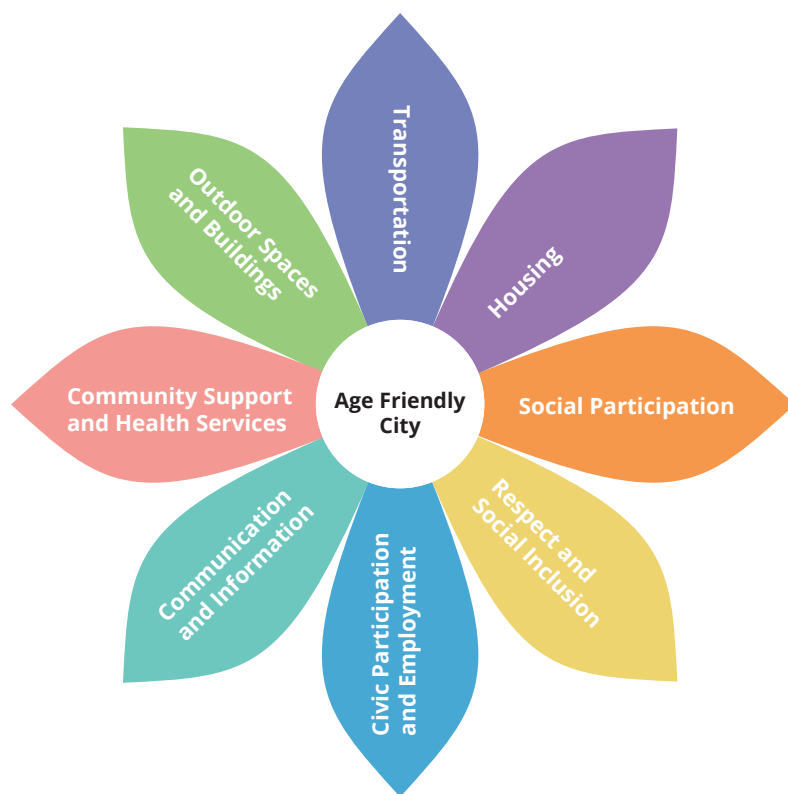 Transportation
Housing
Social Participation
Respect and
Social Inclusion
Civic Participation
and Employment
Communication
and Information
Community Support
and Health Services
Outdoor Spaces
and Buildings
Age Friendly
City